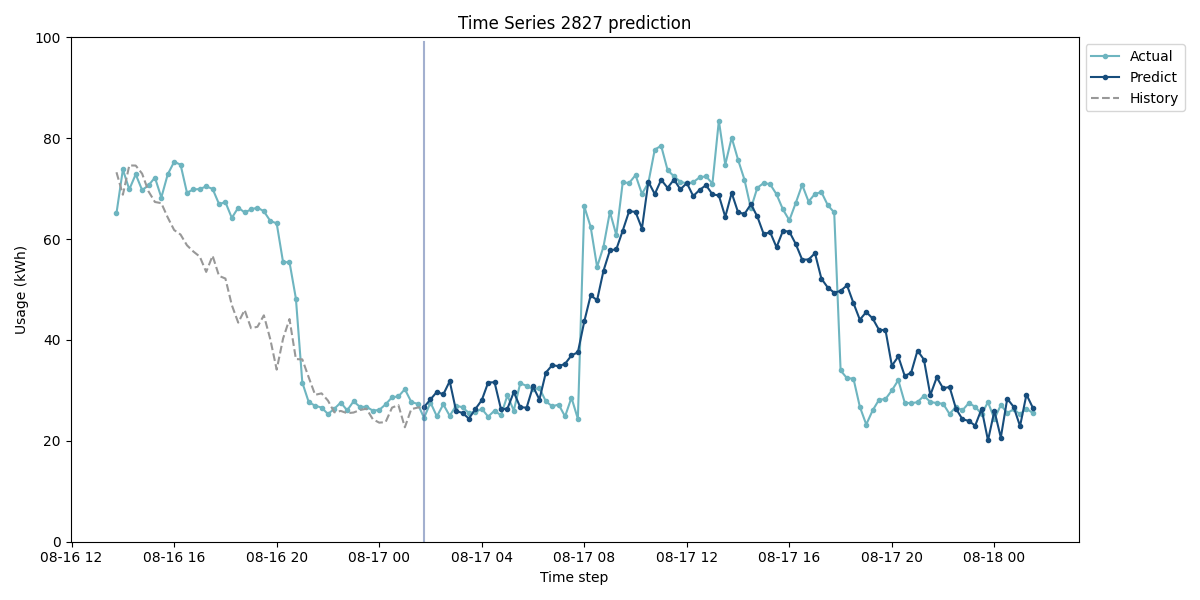 Time Series 2827 prediction
100
80
60
40
20
0
Usage (kWh)
08-16 12
08-16 16
08-16 20
08-17 00
08-17 04
08-17 08
08-17 12
08-17 16
08-17 20
08-18 00
Time step
Actual
Predict
History